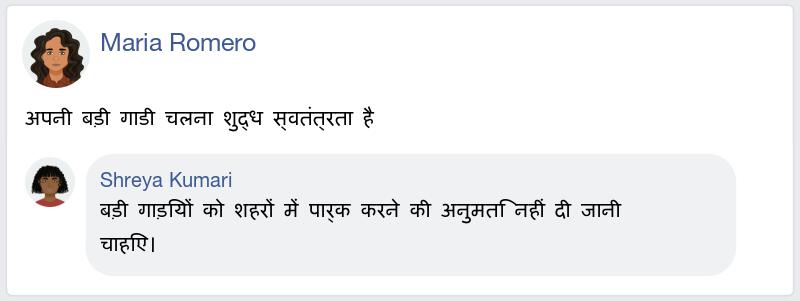 Maria Romero
अपनी बड़ी गाडी चलना शुद्ध स्वतंत्रता है
Shreya Kumari
बड़ी गाड़ियों को शहरों में पार्क करने की अनुमति नहीं दी जानी
चाहिए।